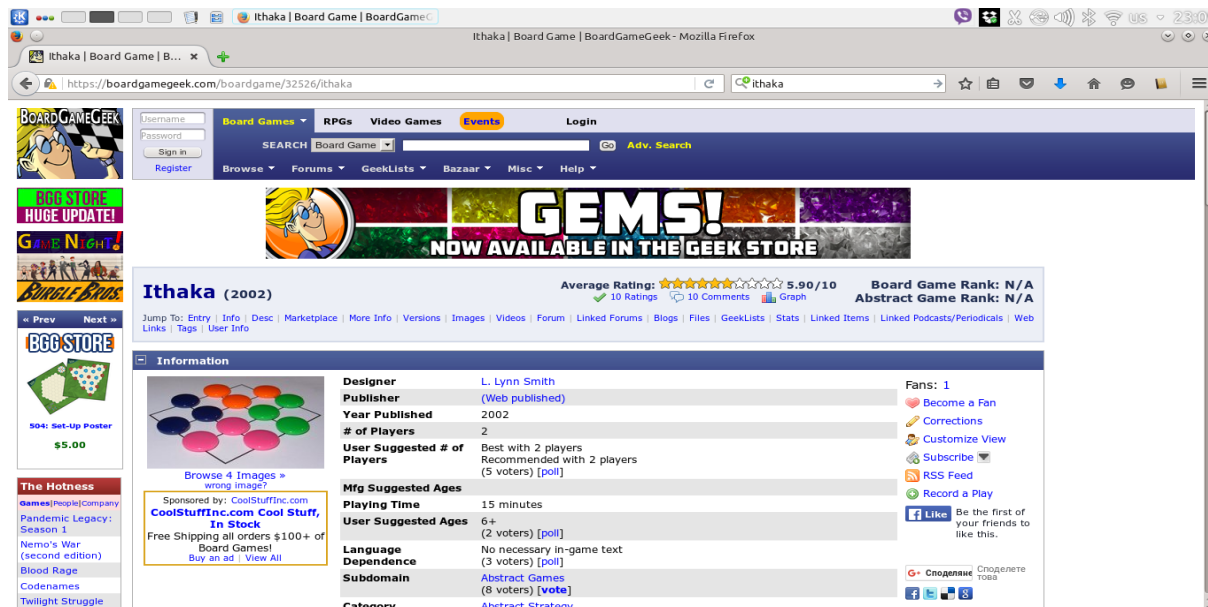 Ithaka | Board Game | BoardGameG
us
23:0
Ithaka | Board Game | BoardGameGeek - Mozilla Firefox
Ithaka | Board Game | B...
https://boardgamegeek.com/boardgame/32526/ithaka
ithaka
BOARDGAMEGEEK
Username
Password
Sign in
Register
Board Games RPGs Video Games Events Login
SEARCH Board Game Go Adv. Search
Browse Forums GeekLists Bazaar Misc Help
BGG STORE
HUGE UPDATE!
GAME NIGHT!
BURGLE BROS
GEMS!
NOW AVAILABLE IN THE GEEK STORE
Ithaka (2002)
Average Rating: 5.90/10
10 Ratings 10 Comments Graph
Board Game Rank: N/A
Abstract Game Rank: N/A
Jump To: Entry | Info | Desc | Marketplace | More Info | Versions | Images | Videos | Forum | Linked Forums | Blogs | Files | GeekLists | Stats | Linked Items | Linked Podcasts/Periodicals | Web
Links | Tags | User Info
« Prev Next »
BGG STORE
504: Set-Up Poster
$5.00
The Hotness
Games|People|Company
Pandemic Legacy:
Season 1
Nemo's War
(second edition)
Blood Rage
Codenames
Twilight Struggle
Information
Browse 4 Images »
wrong image?
Sponsored by: CoolStuffInc.com
CoolStuffInc.com Cool Stuff,
In Stock
Free Shipping all orders $100+ of
Board Games!
Buy an ad | View All
Designer L. Lynn Smith
Publisher (Web published)
Year Published 2002
# of Players 2
User Suggested # of
Players
Best with 2 players
Recommended with 2 players
(5 voters) [poll]
Mfg Suggested Ages
Playing Time 15 minutes
User Suggested Ages 6+
(2 voters) [poll]
Language
Dependence
No necessary in-game text
(3 voters) [poll]
Subdomain Abstract Games
(8 voters) [vote]
Category Abstract Strategy
Fans: 1
Become a Fan
Corrections
Customize View
Subscribe
RSS Feed
Record a Play
Like
Be the first of
your friends to
like this.
G+ Споделяне
Споделете
това